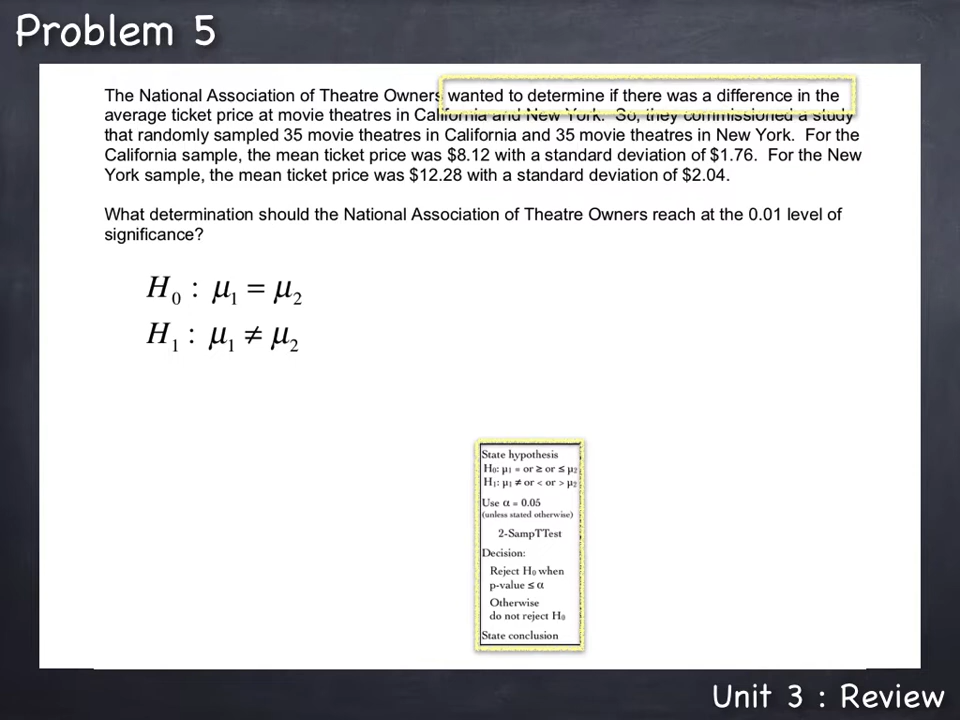 Problem 5
The National Association of Theatre Owners wanted to determine if there was a difference in the
average ticket price at movie theatres in California and New York. So, they commissioned a study
that randomly sampled 35 movie theatres in California and 35 movie theatres in New York. For the
California sample, the mean ticket price was $8.12 with a standard deviation of $1.76. For the New
York sample, the mean ticket price was $12.28 with a standard deviation of $2.04.
What determination should the National Association of Theatre Owners reach at the 0.01 level of
significance?
H₀ : μ₁ = μ₂
H₁ : μ₁ ≠ μ₂
State hypothesis
H₀: μ₁ = or ≥ or ≤ μ₂
H₁: μ₁ ≠ or < or > μ₂
Use α = 0.05
(unless stated otherwise)
2-SampTTest
Decision:
Reject H₀ when
p-value ≤ α
Otherwise
do not reject H₀
State conclusion
Unit 3 : Review